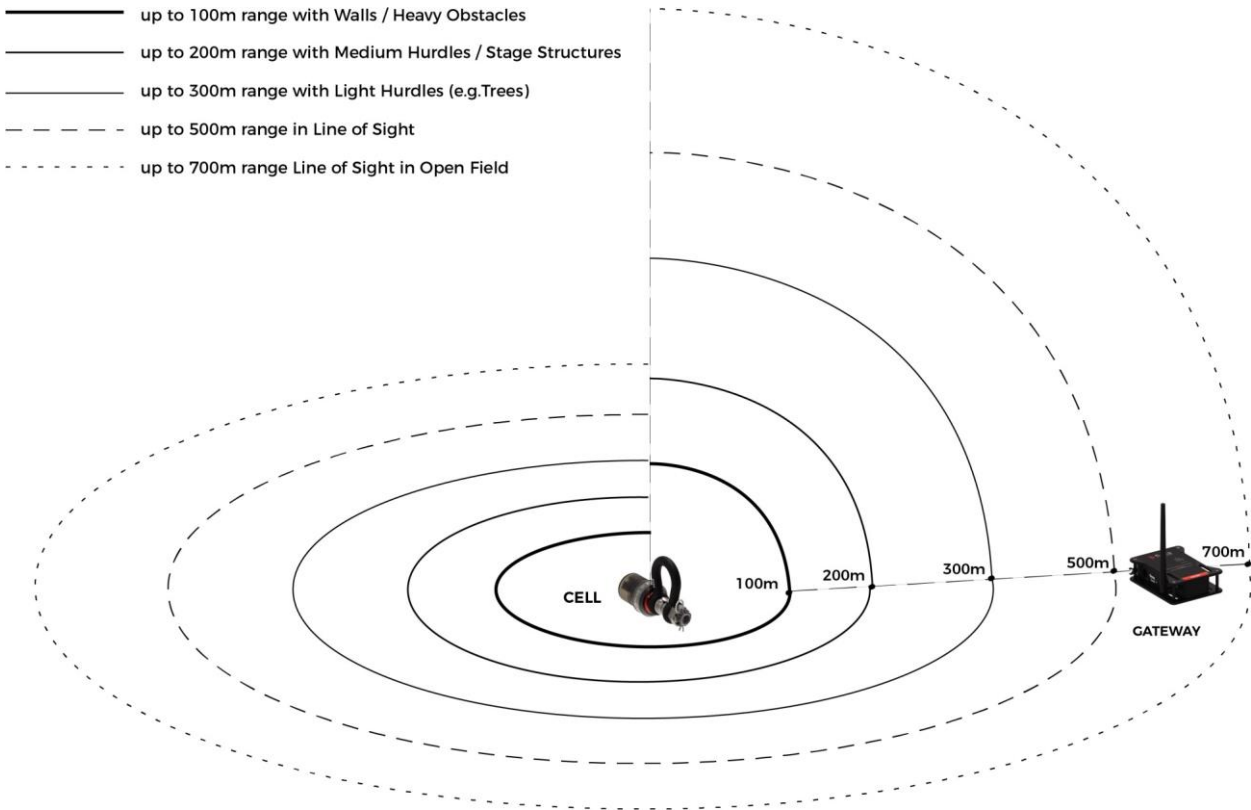 up to 100m range with Walls / Heavy Obstacles
up to 200m range with Medium Hurdles / Stage Structures
up to 300m range with Light Hurdles (e.g.Trees)
up to 500m range in Line of Sight
up to 700m range Line of Sight in Open Field
CELL
100m
200m
300m
500m
700m
GATEWAY